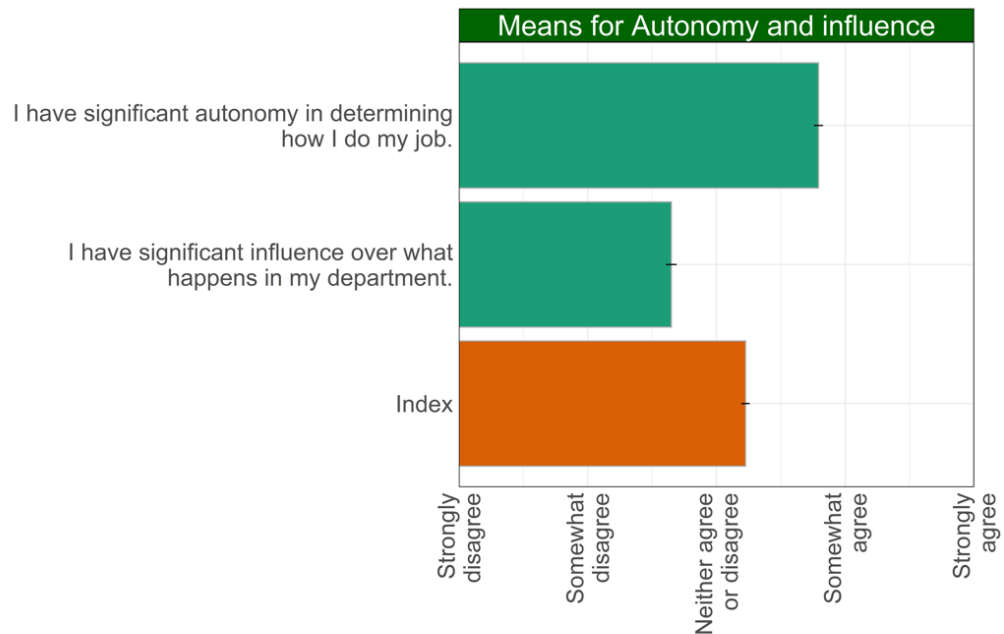 Means for Autonomy and influence
I have significant autonomy in determining
how I do my job.
I have significant influence over what
happens in my department.
Index
Strongly
disagree
Somewhat
disagree
Neither agree
or disagree
Somewhat
agree
Strongly
agree